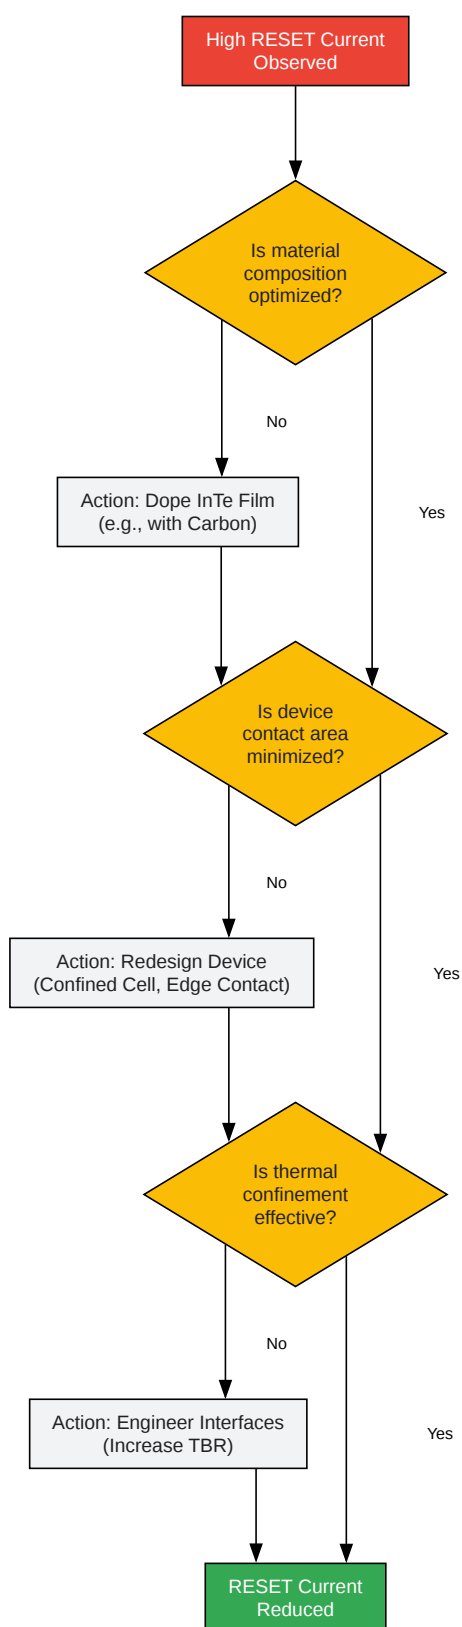 High RESET Current
Observed
Is material
composition
optimized?
No
Action: Dope InTe Film
(e.g., with Carbon)
Yes
Is device
contact area
minimized?
No
Action: Redesign Device
(Confined Cell, Edge Contact)
Yes
Is thermal
confinement
effective?
No
Action: Engineer Interfaces
(Increase TBR)
Yes
RESET Current
Reduced